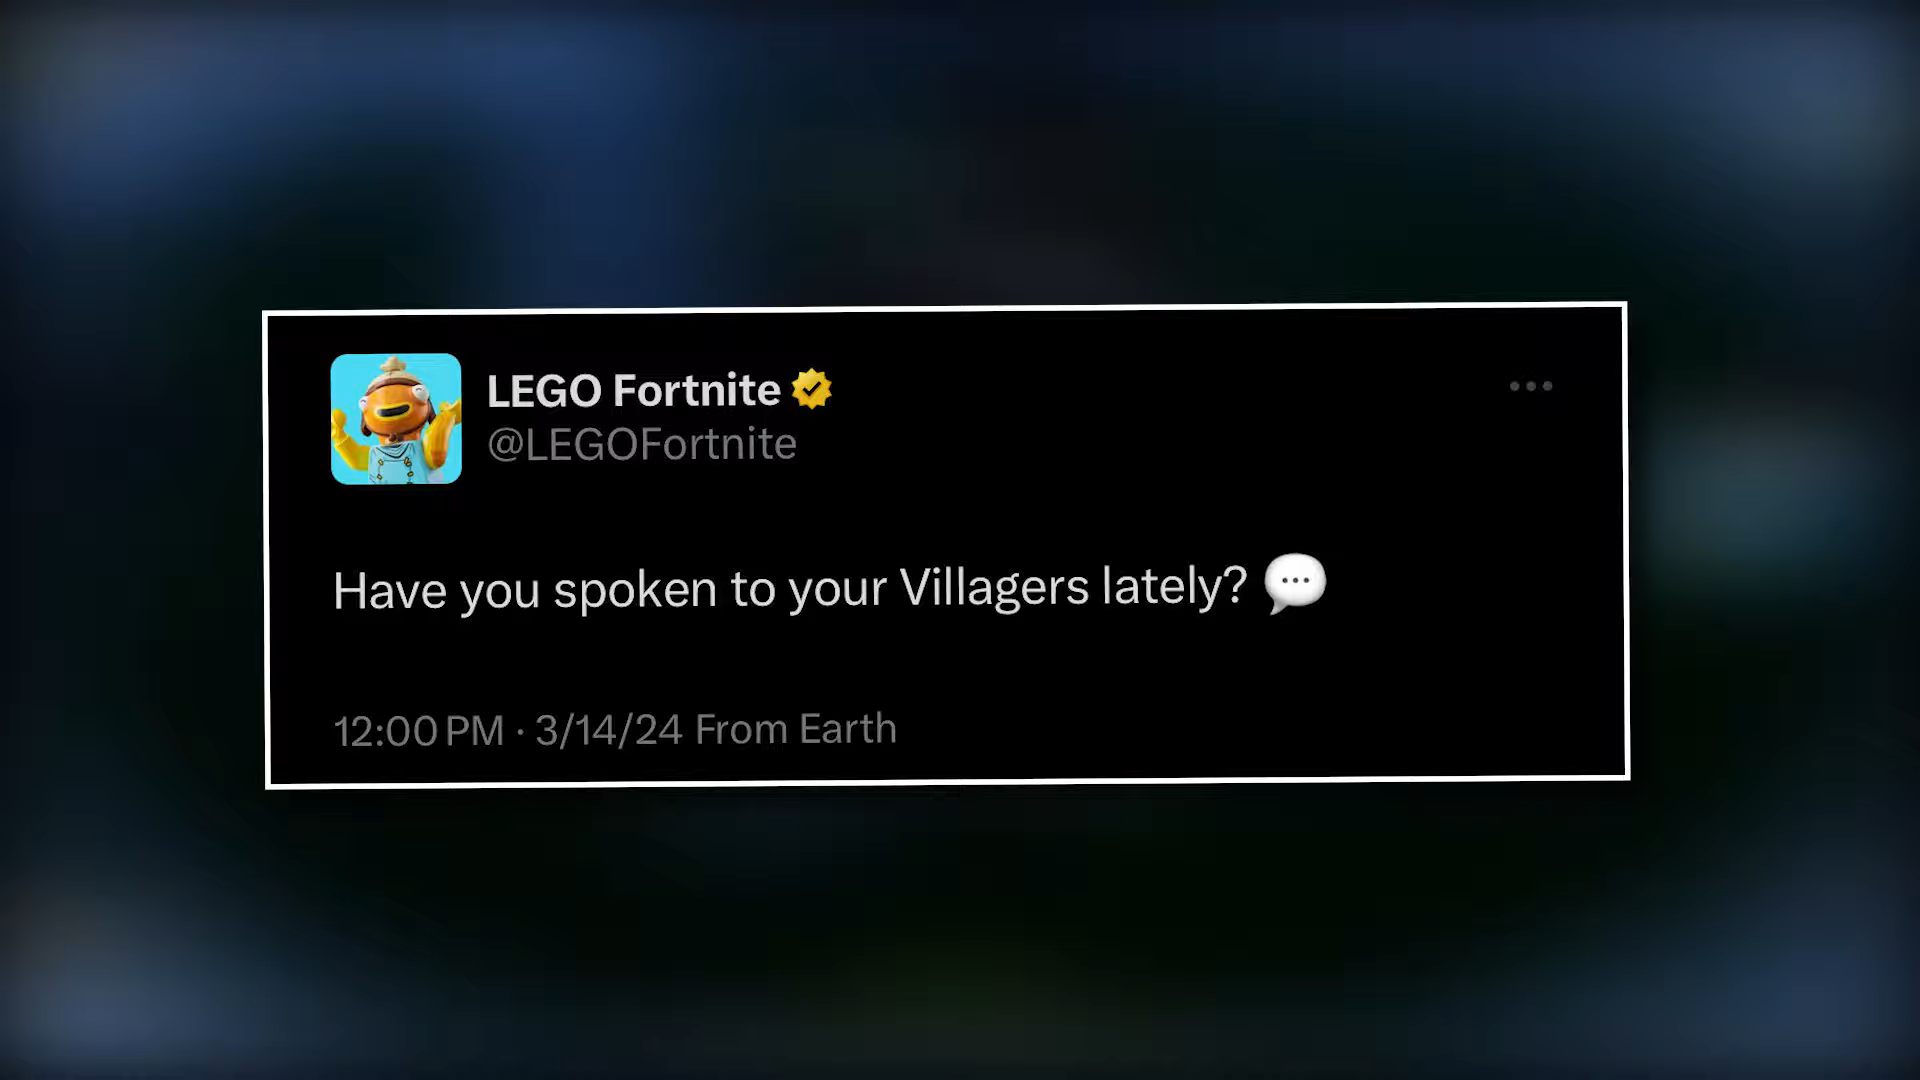 LEGO Fortnite
@LEGOFortnite
Have you spoken to your Villagers lately? 💬
12:00 PM · 3/14/24 From Earth